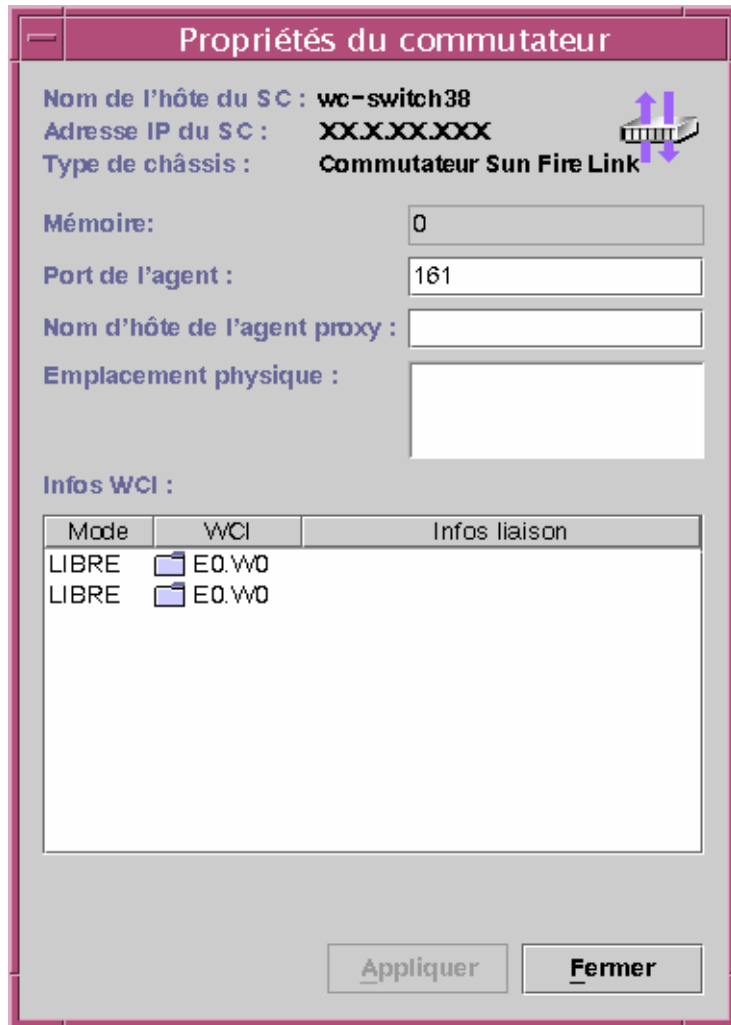 Propriétés du commutateur
Nom de l'hôte du SC : wc-switch38
Adresse IP du SC : XX.X.XX.XXX
Type de châssis : Commutateur Sun Fire Link
Mémoire: 0
Port de l'agent : 161
Nom d'hôte de l'agent proxy :
Emplacement physique :
Infos WCI :
Mode WCI Infos liaison
LIBRE E0.W0
LIBRE E0.W0
Appliquer Fermer